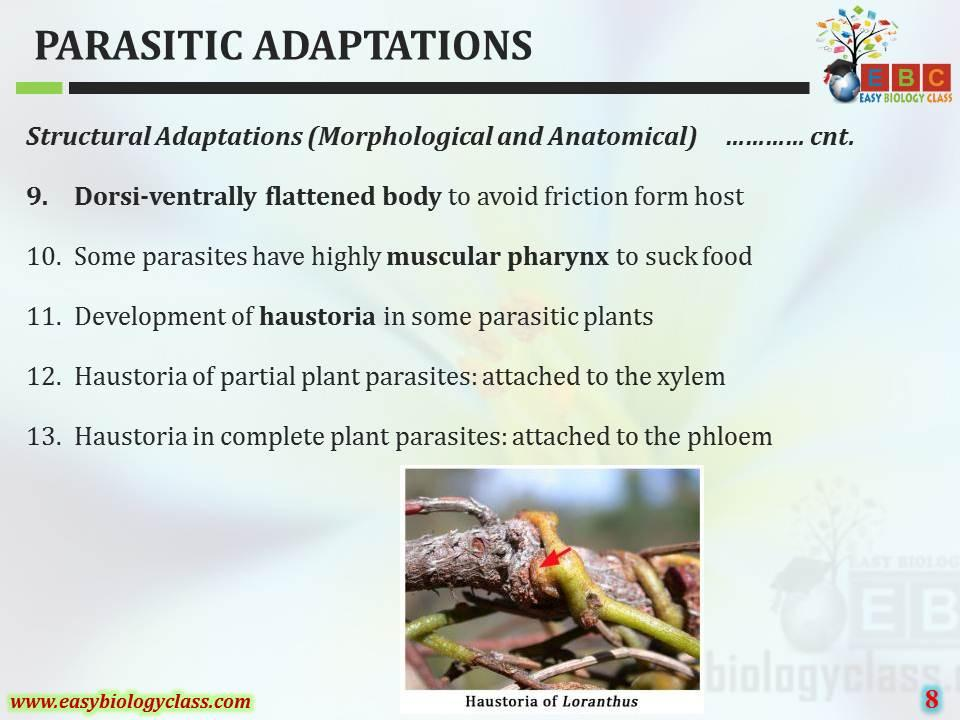 PARASITIC ADAPTATIONS
E B C
EASY BIOLOGY CLASS
Structural Adaptations (Morphological and Anatomical) ………… cnt.
9. Dorsi-ventrally flattened body to avoid friction form host
10. Some parasites have highly muscular pharynx to suck food
11. Development of haustoria in some parasitic plants
12. Haustoria of partial plant parasites: attached to the xylem
13. Haustoria in complete plant parasites: attached to the phloem
EASY BIOLOG
E B
biologyclass.c
Haustoria of Loranthus
www.easybiologyclass.com
8